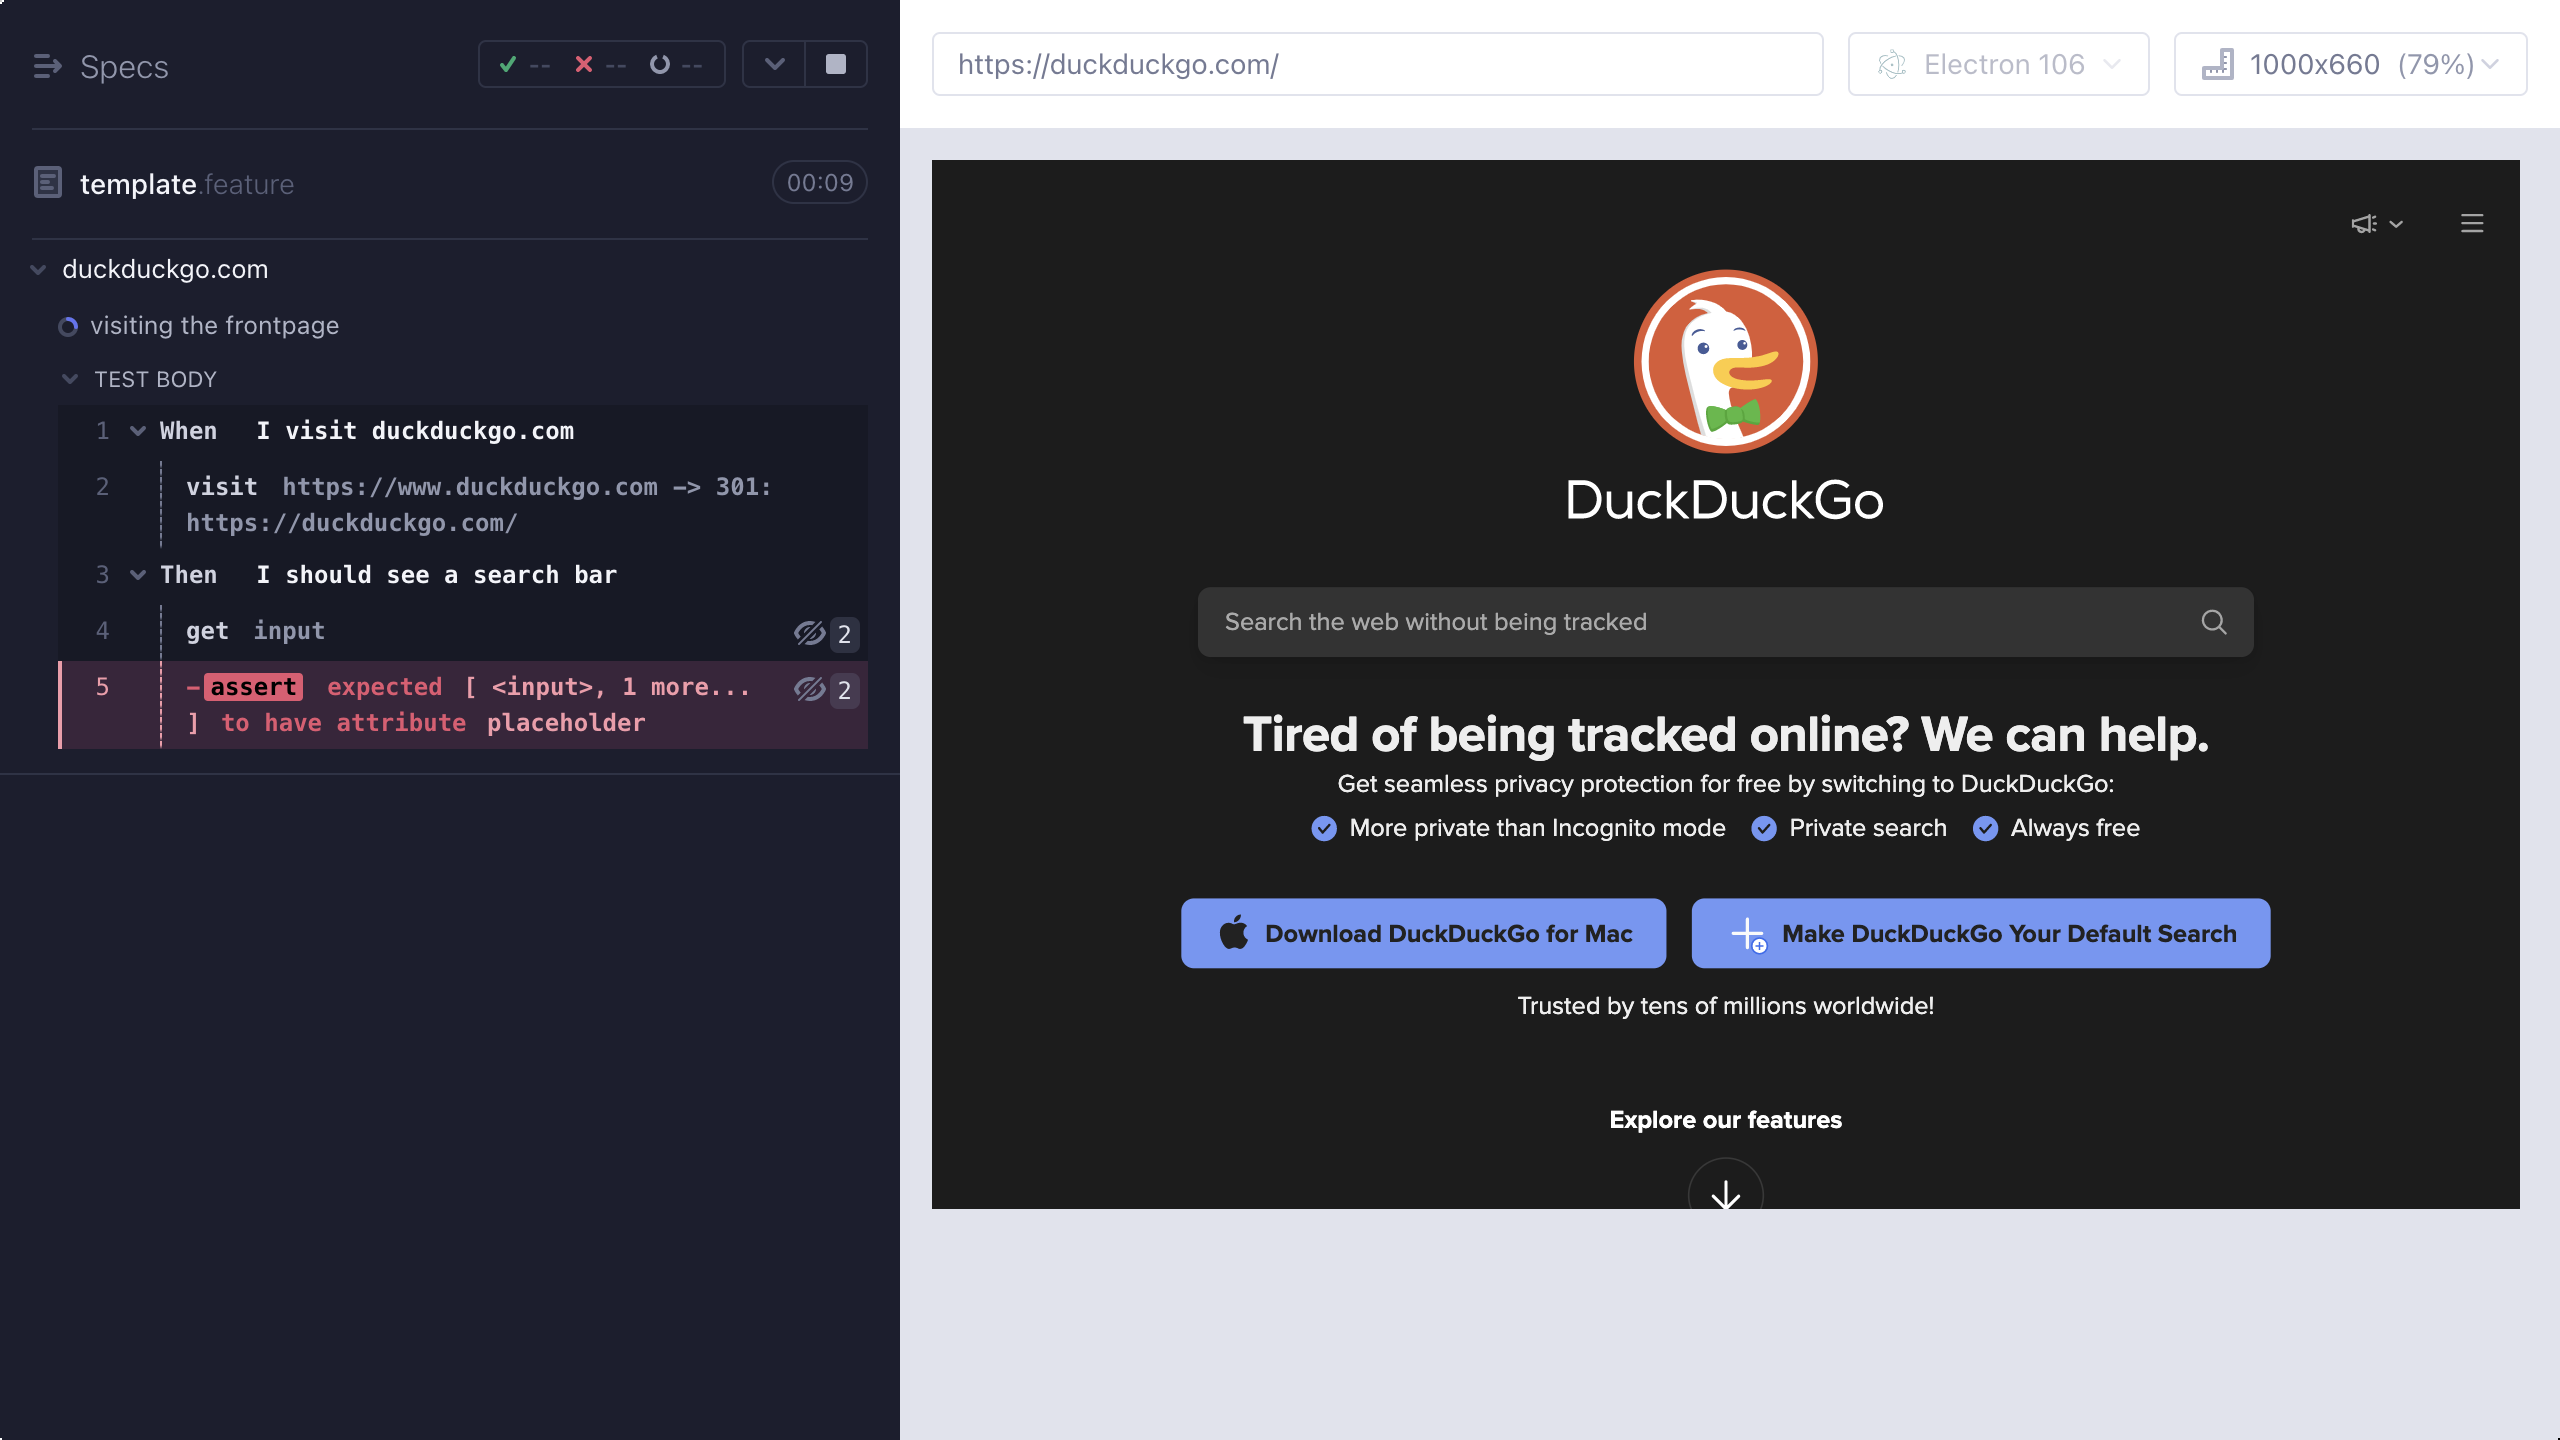 Specs
-- -- --
template.feature
00:09
duckduckgo.com
visiting the frontpage
TEST BODY
1 When I visit duckduckgo.com
2 visit https://www.duckduckgo.com -> 301:
https://duckduckgo.com/
3 Then I should see a search bar
4 get input 2
5 -assert expected [ <input>, 1 more... 2
] to have attribute placeholder
https://duckduckgo.com/
Electron 106
1000x660 (79%)
DuckDuckGo
Search the web without being tracked
Tired of being tracked online? We can help.
Get seamless privacy protection for free by switching to DuckDuckGo:
More private than Incognito mode Private search Always free
Download DuckDuckGo for Mac
Make DuckDuckGo Your Default Search
Trusted by tens of millions worldwide!
Explore our features